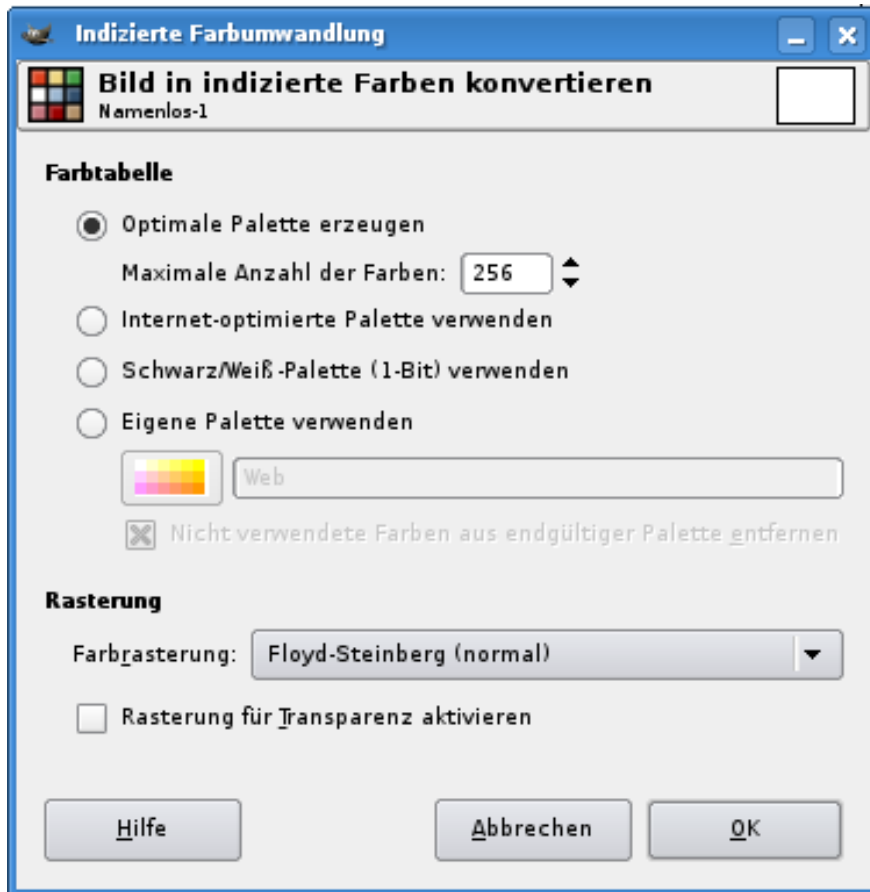 Indizierte Farbumwandlung
Bild in indizierte Farben konvertieren
Namenlos-1
Farbtabelle
Optimale Palette erzeugen
Maximale Anzahl der Farben: 256
Internet-optimierte Palette verwenden
Schwarz/Weiß-Palette (1-Bit) verwenden
Eigene Palette verwenden
Web
Nicht verwendete Farben aus endgültiger Palette entfernen
Rasterung
Farbrasterung: Floyd-Steinberg (normal)
Rasterung für Transparenz aktivieren
Hilfe Abbrechen OK